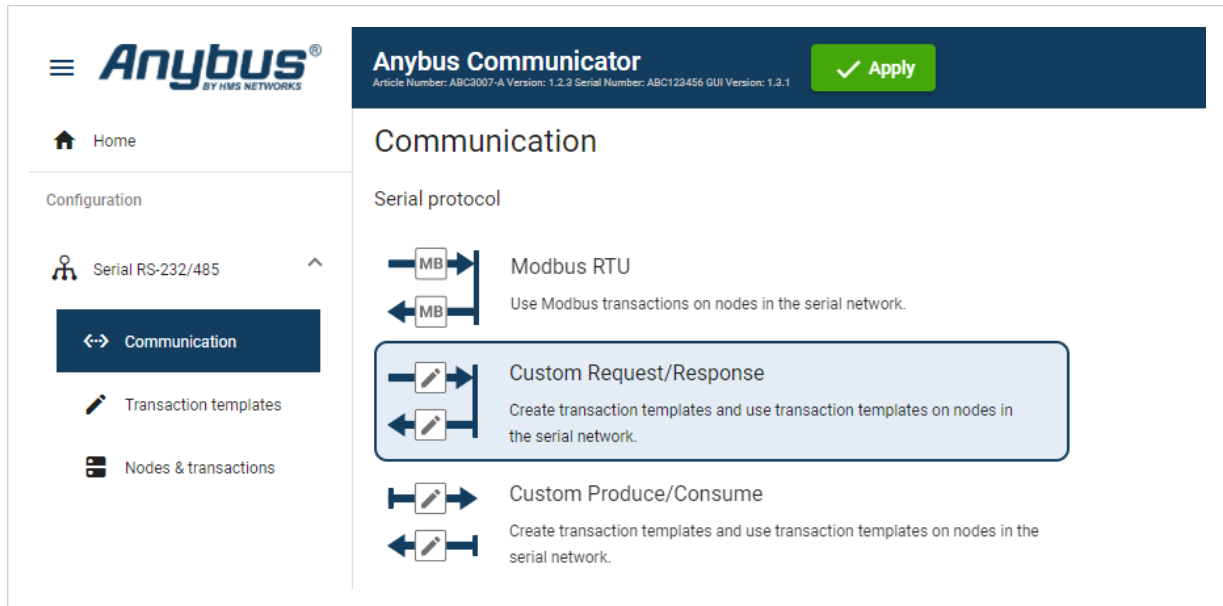 Anybus®
BY HMS NETWORKS
Anybus Communicator
Article Number: ABC3007-A Version: 1.2.3 Serial Number: ABC123456 GUI Version: 1.3.1
Apply
Home
Configuration
Serial RS-232/485
Communication
Transaction templates
Nodes & transactions
Communication
Serial protocol
MB
MB
Modbus RTU
Use Modbus transactions on nodes in the serial network.
Custom Request/Response
Create transaction templates and use transaction templates on nodes in
the serial network.
Custom Produce/Consume
Create transaction templates and use transaction templates on nodes in the
serial network.